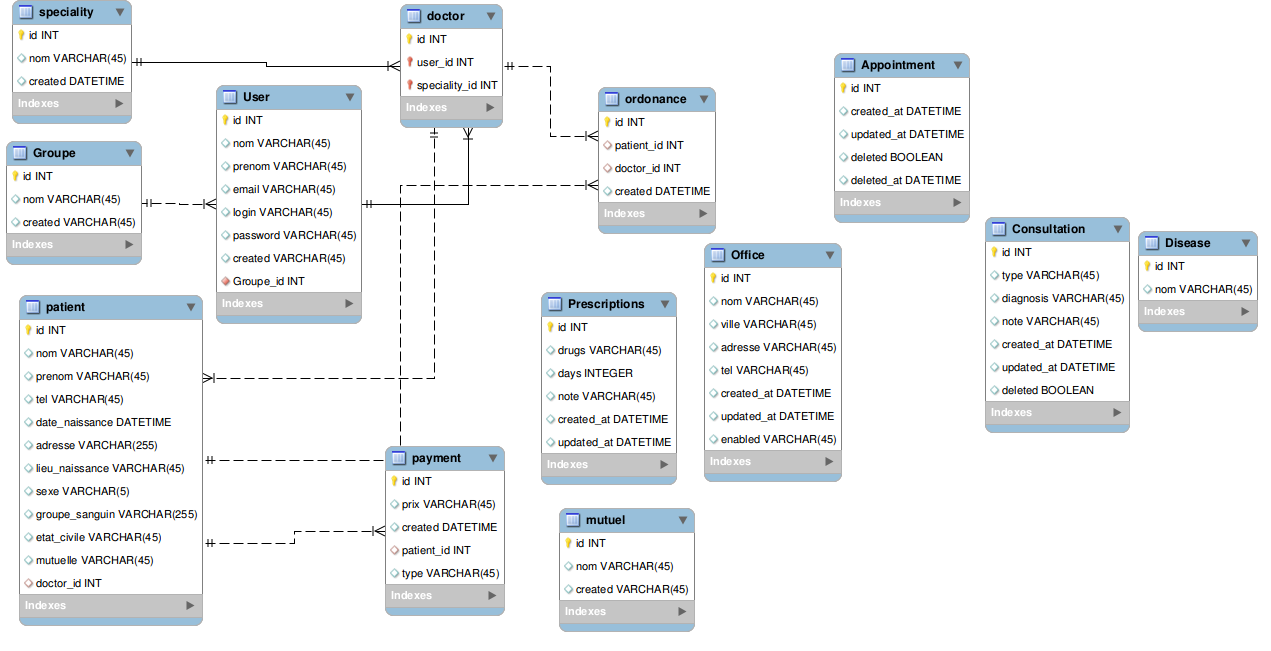 speciality
id INT
nom VARCHAR(45)
created DATETIME
Indexes
doctor
id INT
user_id INT
speciality_id INT
Indexes
Groupe
id INT
nom VARCHAR(45)
created VARCHAR(45)
Indexes
User
id INT
nom VARCHAR(45)
prenom VARCHAR(45)
email VARCHAR(45)
login VARCHAR(45)
password VARCHAR(45)
created VARCHAR(45)
Groupe_id INT
Indexes
ordonance
id INT
patient_id INT
doctor_id INT
created DATETIME
Indexes
Appointment
id INT
created_at DATETIME
updated_at DATETIME
deleted BOOLEAN
deleted_at DATETIME
Indexes
Consultation
id INT
type VARCHAR(45)
diagnosis VARCHAR(45)
note VARCHAR(45)
created_at DATETIME
updated_at DATETIME
deleted BOOLEAN
Indexes
Disease
id INT
nom VARCHAR(45)
Indexes
patient
id INT
nom VARCHAR(45)
prenom VARCHAR(45)
tel VARCHAR(45)
date_naissance DATETIME
adresse VARCHAR(255)
lieu_naissance VARCHAR(45)
sexe VARCHAR(5)
groupe_sanguin VARCHAR(255)
etat_civile VARCHAR(45)
mutuelle VARCHAR(45)
doctor_id INT
Indexes
Prescriptions
id INT
drugs VARCHAR(45)
days INTEGER
note VARCHAR(45)
created_at DATETIME
updated_at DATETIME
Indexes
Office
id INT
nom VARCHAR(45)
ville VARCHAR(45)
adresse VARCHAR(45)
tel VARCHAR(45)
created_at DATETIME
updated_at DATETIME
enabled VARCHAR(45)
Indexes
payment
id INT
prix VARCHAR(45)
created DATETIME
patient_id INT
type VARCHAR(45)
Indexes
mutuel
id INT
nom VARCHAR(45)
created VARCHAR(45)
Indexes